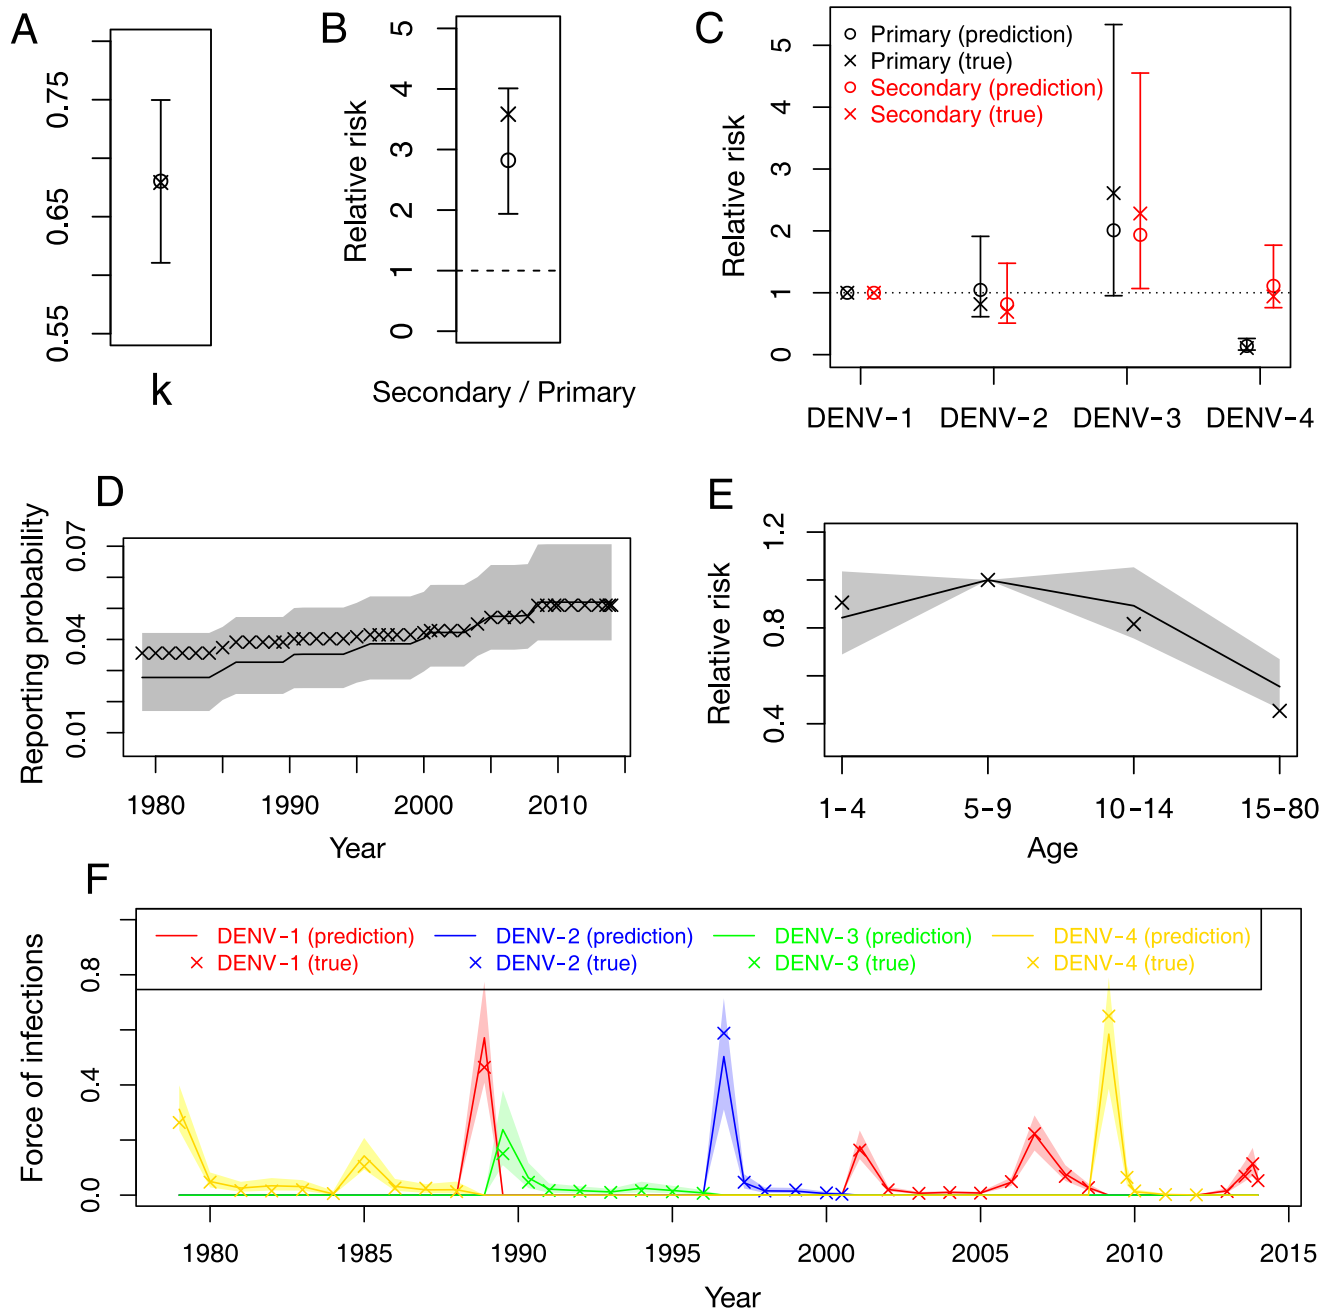 A
0.55 0.65 0.75
k
B
Relative risk
0 1 2 3 4 5
Secondary / Primary
C
Relative risk
0 1 2 3 4 5
Primary (prediction)
Primary (true)
Secondary (prediction)
Secondary (true)
DENV-1 DENV-2 DENV-3 DENV-4
D
Reporting probability
0.01 0.04 0.07
1980 1990 2000 2010
Year
E
Relative risk
0.4 0.8 1.2
1-4 5-9 10-14 15-80
Age
F
Force of infections
0.0 0.4 0.8
DENV-1 (prediction) DENV-2 (prediction) DENV-3 (prediction) DENV-4 (prediction)
DENV-1 (true) DENV-2 (true) DENV-3 (true) DENV-4 (true)
1980 1985 1990 1995 2000 2005 2010 2015
Year